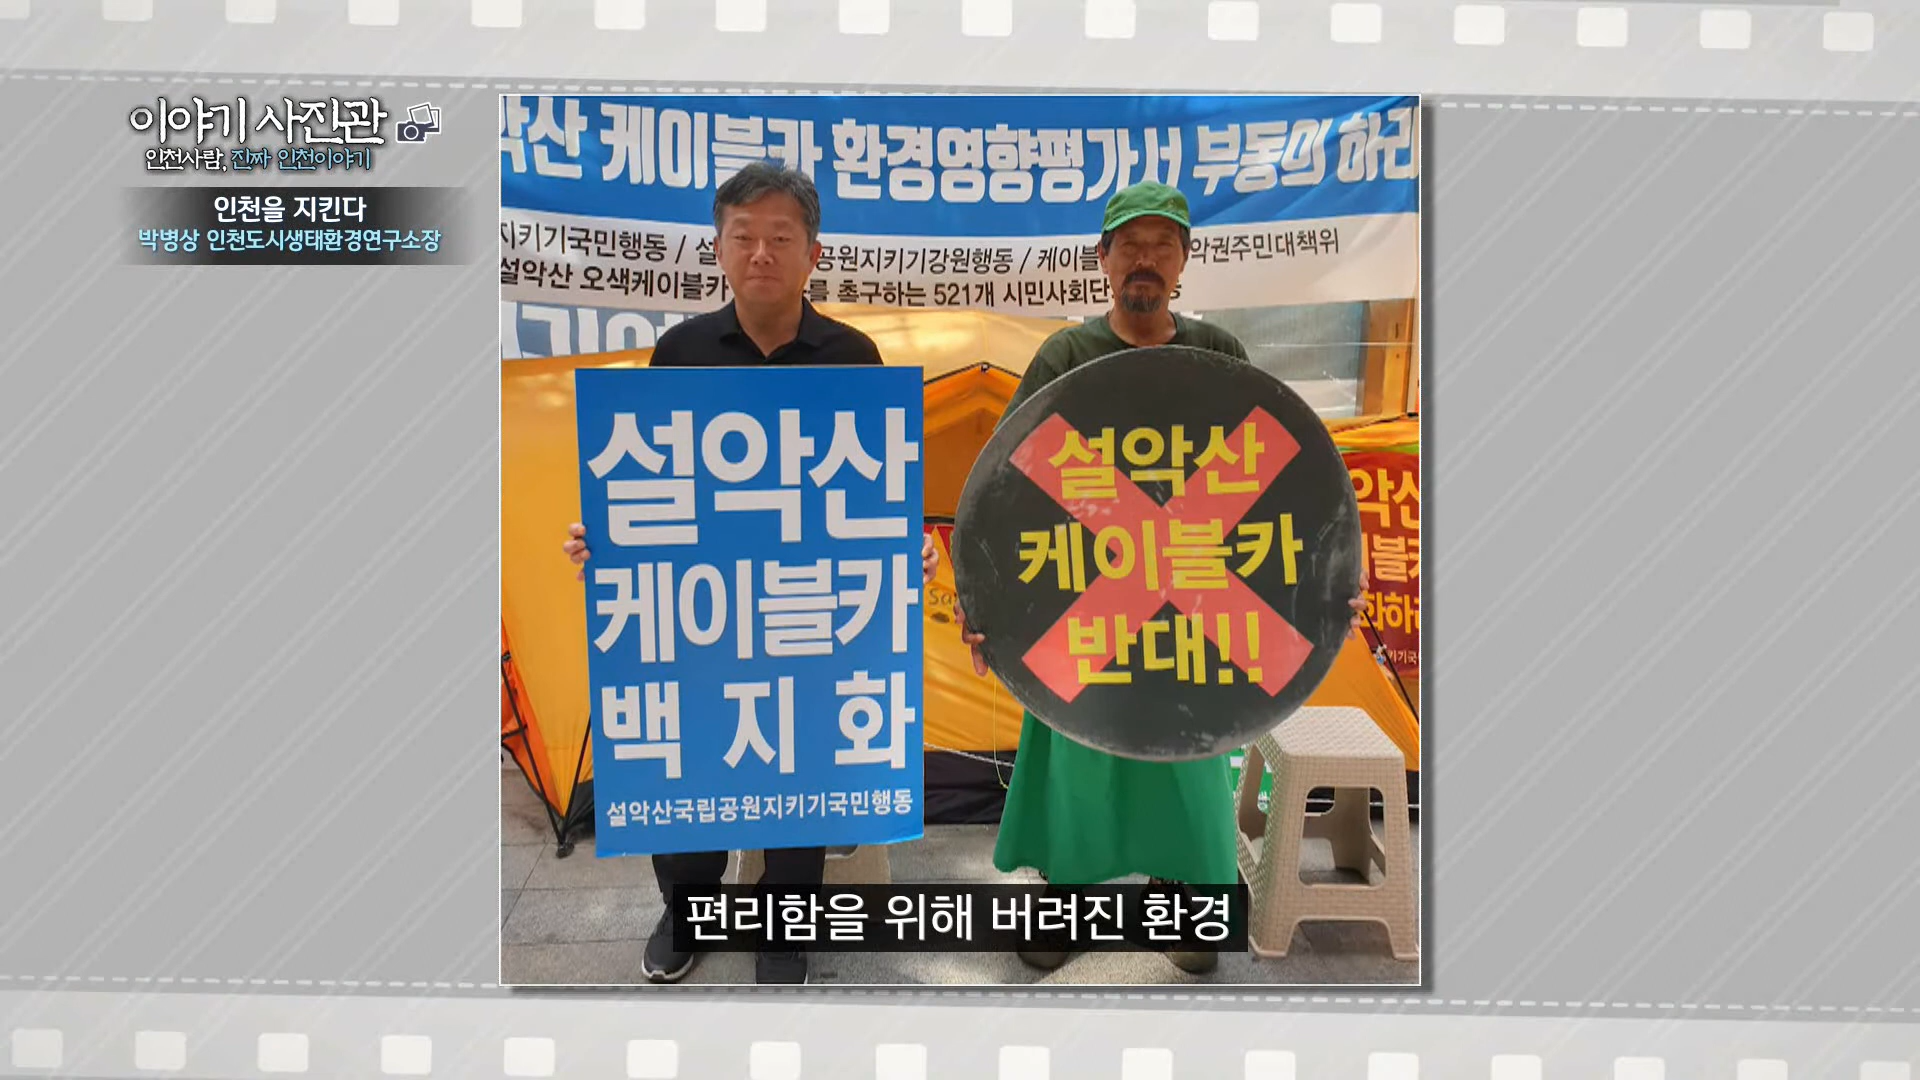 이야기 사진관
인천사람, 진짜 인천이야기
인천을 지킨다
박병상 인천도시생태환경연구소장
악산 케이블카 환경영향평가서 부동의 하라
지키기국민행동 / 설 공원지키기강원행동 / 케이블 악권주민대책위
설악산 오색케이블카 를 촉구하는 521개 시민사회단
설악산
케이블카
백지화
설악산국립공원지키기국민행동
설악산
케이블카
반대!!
편리함을 위해 버려진 환경